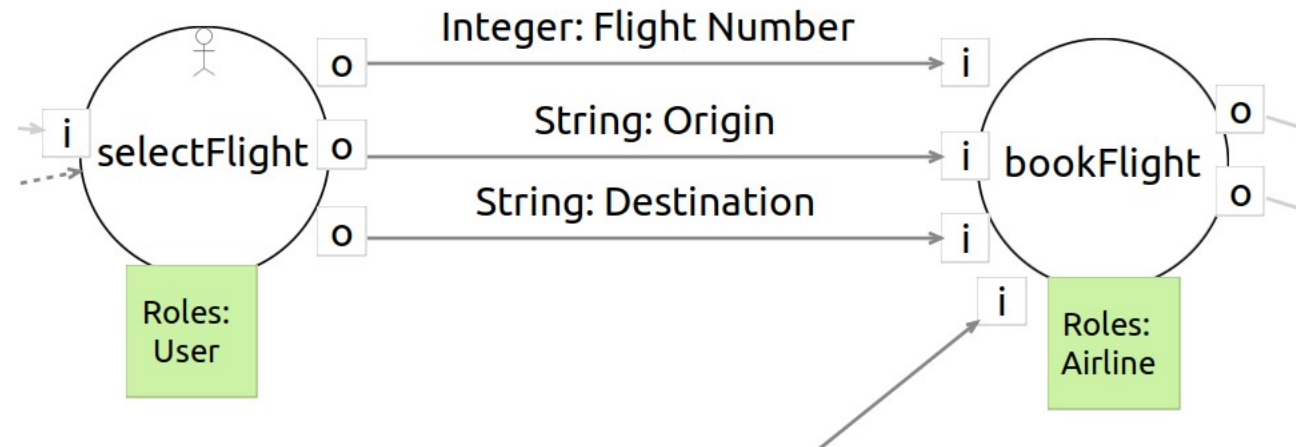 Integer: Flight Number
o
i
String: Origin
o
i
selectFlight
o
i
bookFlight
o
String: Destination
o
i
i
Roles:
User
Roles:
Airline